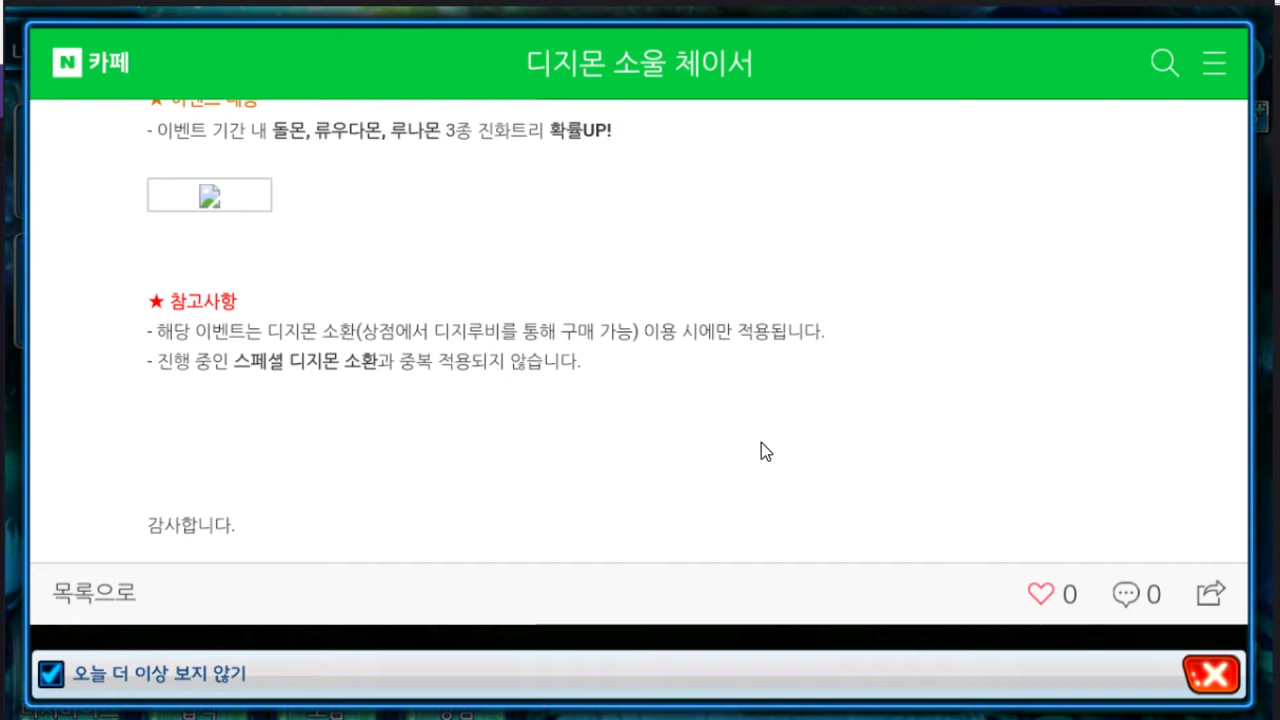 N 카페
디지몬 소울 체이서
★ 이벤트 내용
- 이벤트 기간 내 돌몬, 류우다몬, 루나몬 3종 진화트리 확률UP!
★ 참고사항
- 해당 이벤트는 디지몬 소환(상점에서 디지루비를 통해 구매 가능) 이용 시에만 적용됩니다.
- 진행 중인 스페셜 디지몬 소환과 중복 적용되지 않습니다.
감사합니다.
목록으로
0
0
오늘 더 이상 보지 않기